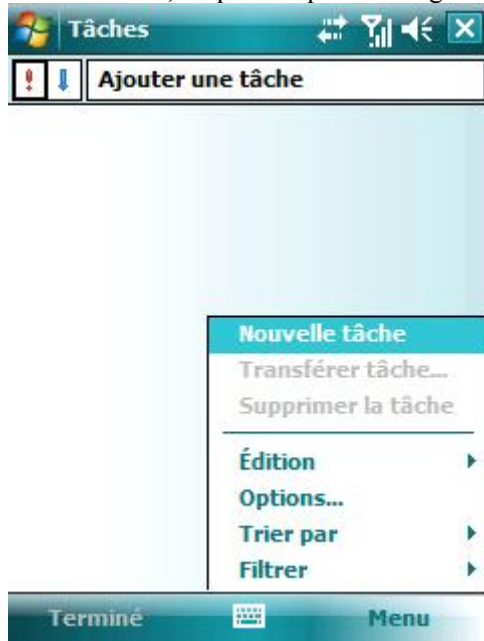 Tâches
Ajouter une tâche
Nouvelle tâche
Transférer tâche...
Supprimer la tâche
Édition
Options...
Trier par
Filtrer
Terminé
Menu